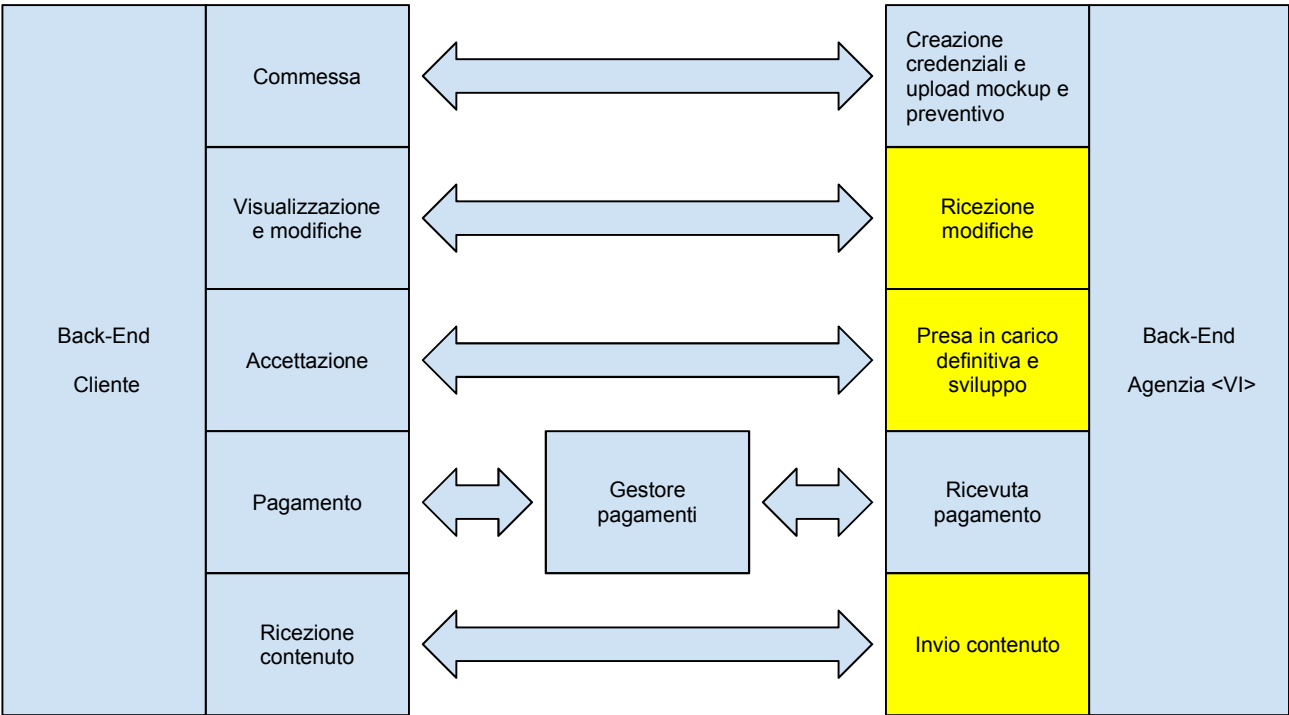 Back-End
Cliente
Commessa
Creazione
credenziali e
upload mockup e
preventivo
Visualizzazione
e modifiche
Ricezione
modifiche
Accettazione
Presa in carico
definitiva e
sviluppo
Back-End
Agenzia <VI>
Pagamento
Gestore
pagamenti
Ricevuta
pagamento
Ricezione
contenuto
Invio contenuto